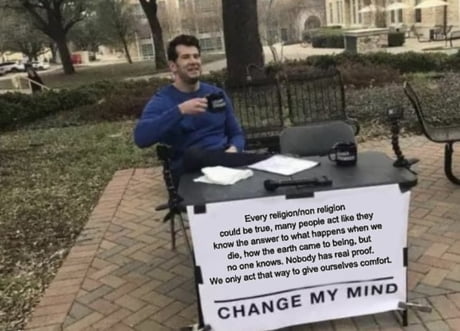 Every religion/non religion
could be true, many people act like they
know the answer to what happens when we
die, how the earth came to being, but
no one knows. Nobody has real proof.
We only act that way to give ourselves comfort.
CHANGE MY MIND